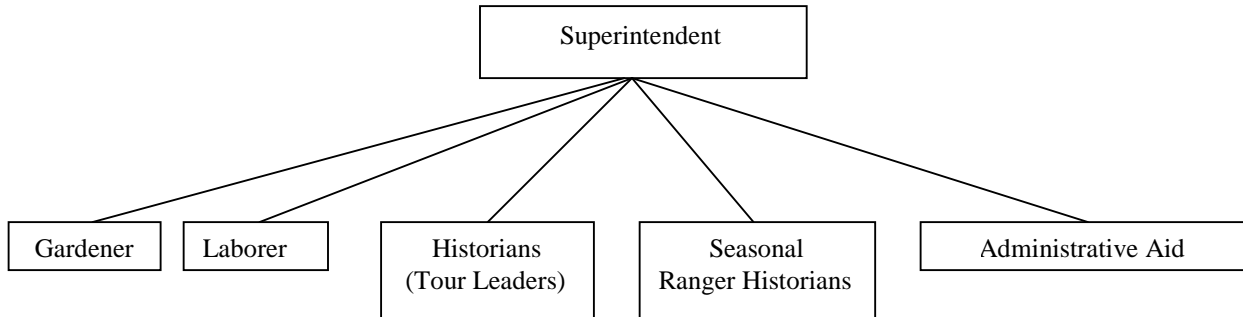 Superintendent
Gardener
Laborer
Historians
(Tour Leaders)
Seasonal
Ranger Historians
Administrative Aid